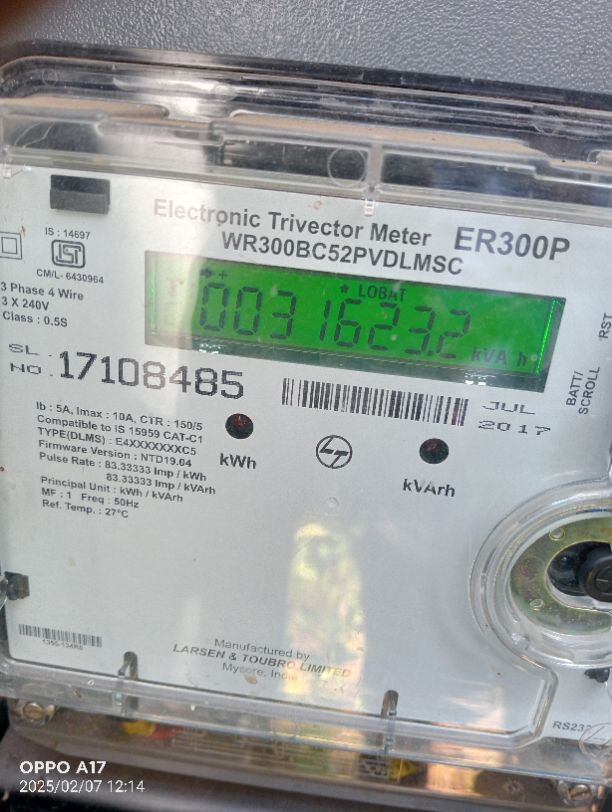 Electronic Trivector Meter ER300P
WR300BC52PVDLMSC
IS : 14697
ISI
CM/L- 6430964
3 Phase 4 Wire
3 X 240V
Class : 0.5S
LOBAT
0031623.2
kVA h
RST
BATT/
SCROLL
SL.
NO. 17108485
JUL
2017
Ib : 5A, Imax : 10A, CTR : 150/5
Compatible to IS 15959 CAT-C1
TYPE(DLMS) : E4XXXXXXXC5
Firmware Version : NTD19.04
Pulse Rate : 83.33333 Imp / kWh
83.33333 Imp / kVArh
Principal Unit : kWh / kVArh
MF : 1 Freq : 50Hz
Ref. Temp. : 27°C
kWh
LT
kVArh
Manufactured by
LARSEN & TOUBRO LIMITED
Mysore, India
OPPO A17
2025/02/07 12:14